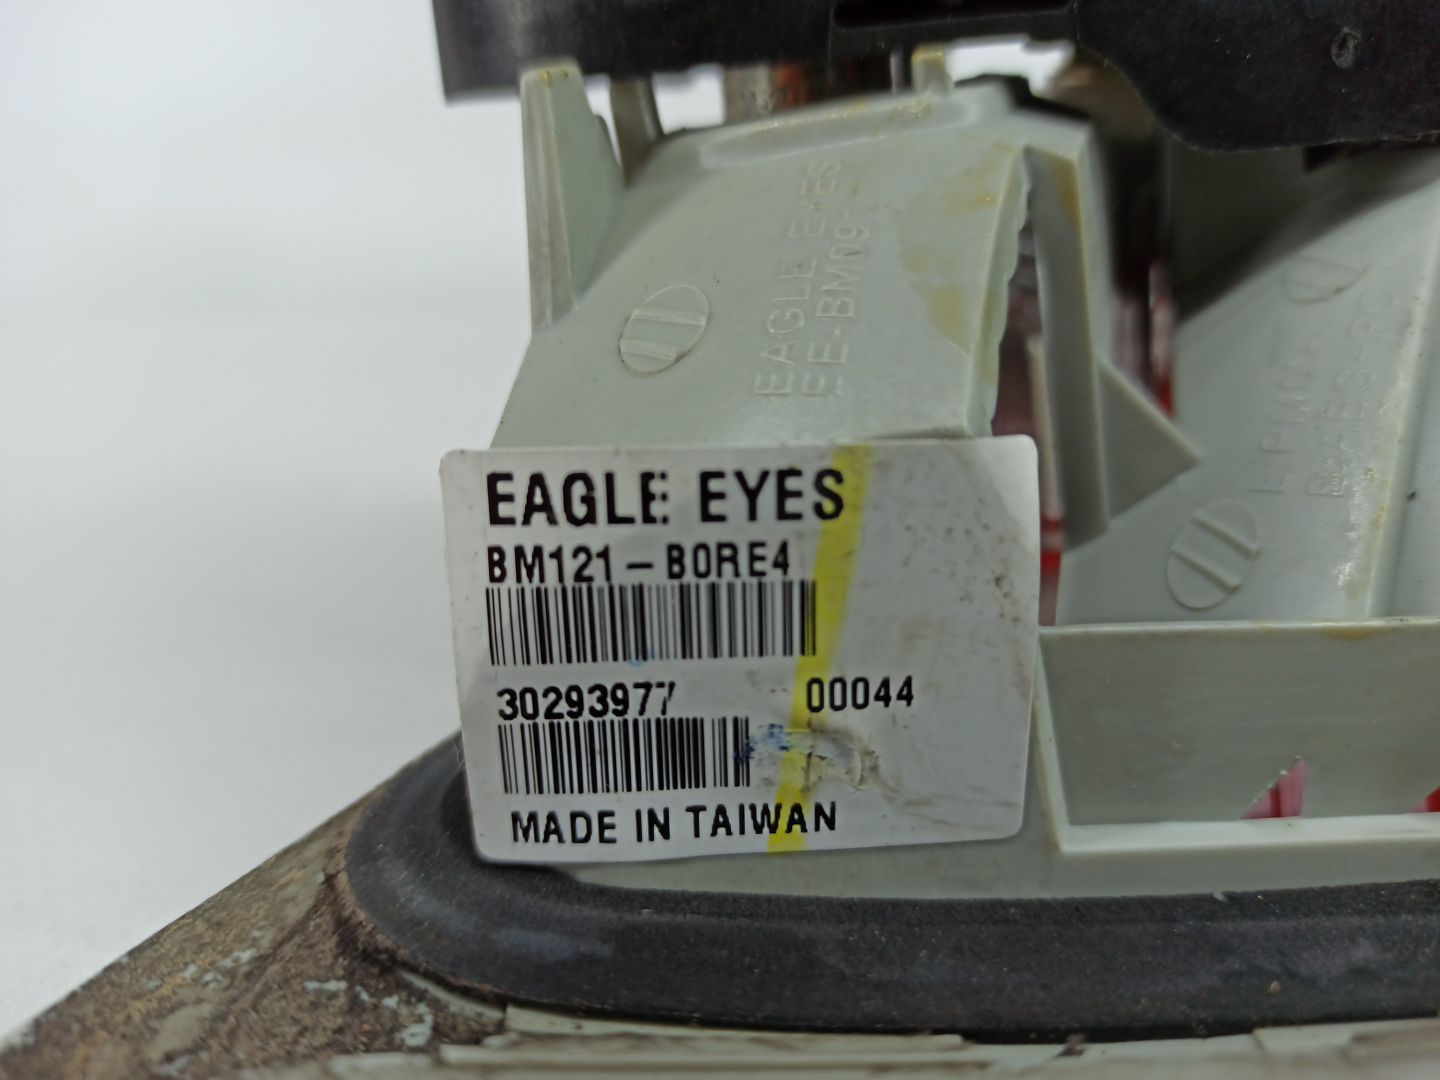 EAGLE EYES
EE-BM09
EAGLE EYES
BM121-B0RE4
30293977 00044
MADE IN TAIWAN